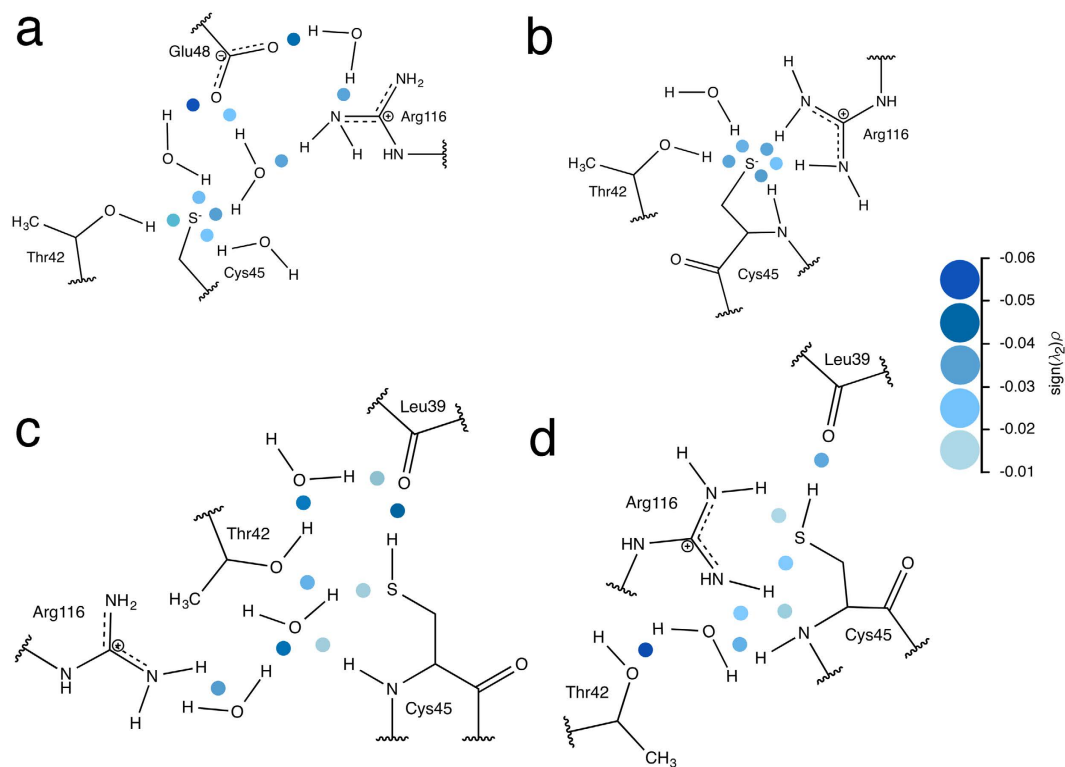 a
Glu48
⊖
O
H
O
O
H
NH2
N
⊕
Arg116
H
H
HN
H
O
H
H
O
H
H3C
O
H
S-
Thr42
H
O
H
Cys45
b
H
N
H
NH
⊕
Arg116
H
O
H
H3C
O
H
S-
H
N
H
Thr42
H
N
O
Cys45
-0.06
-0.05
-0.04
-0.03
-0.02
-0.01
sign(λ2)ρ
c
Leu39
O
H
O
H
H
S
Thr42
H
O
H3C
H
O
H
Arg116
NH2
⊕
N
H
N
H
H
H
O
H
H
N
O
Cys45
d
Leu39
O
H
S
Arg116
H
N
H
HN
⊕
HN
H
O
Cys45
N
H
H
O
H
H
O
Thr42
CH3